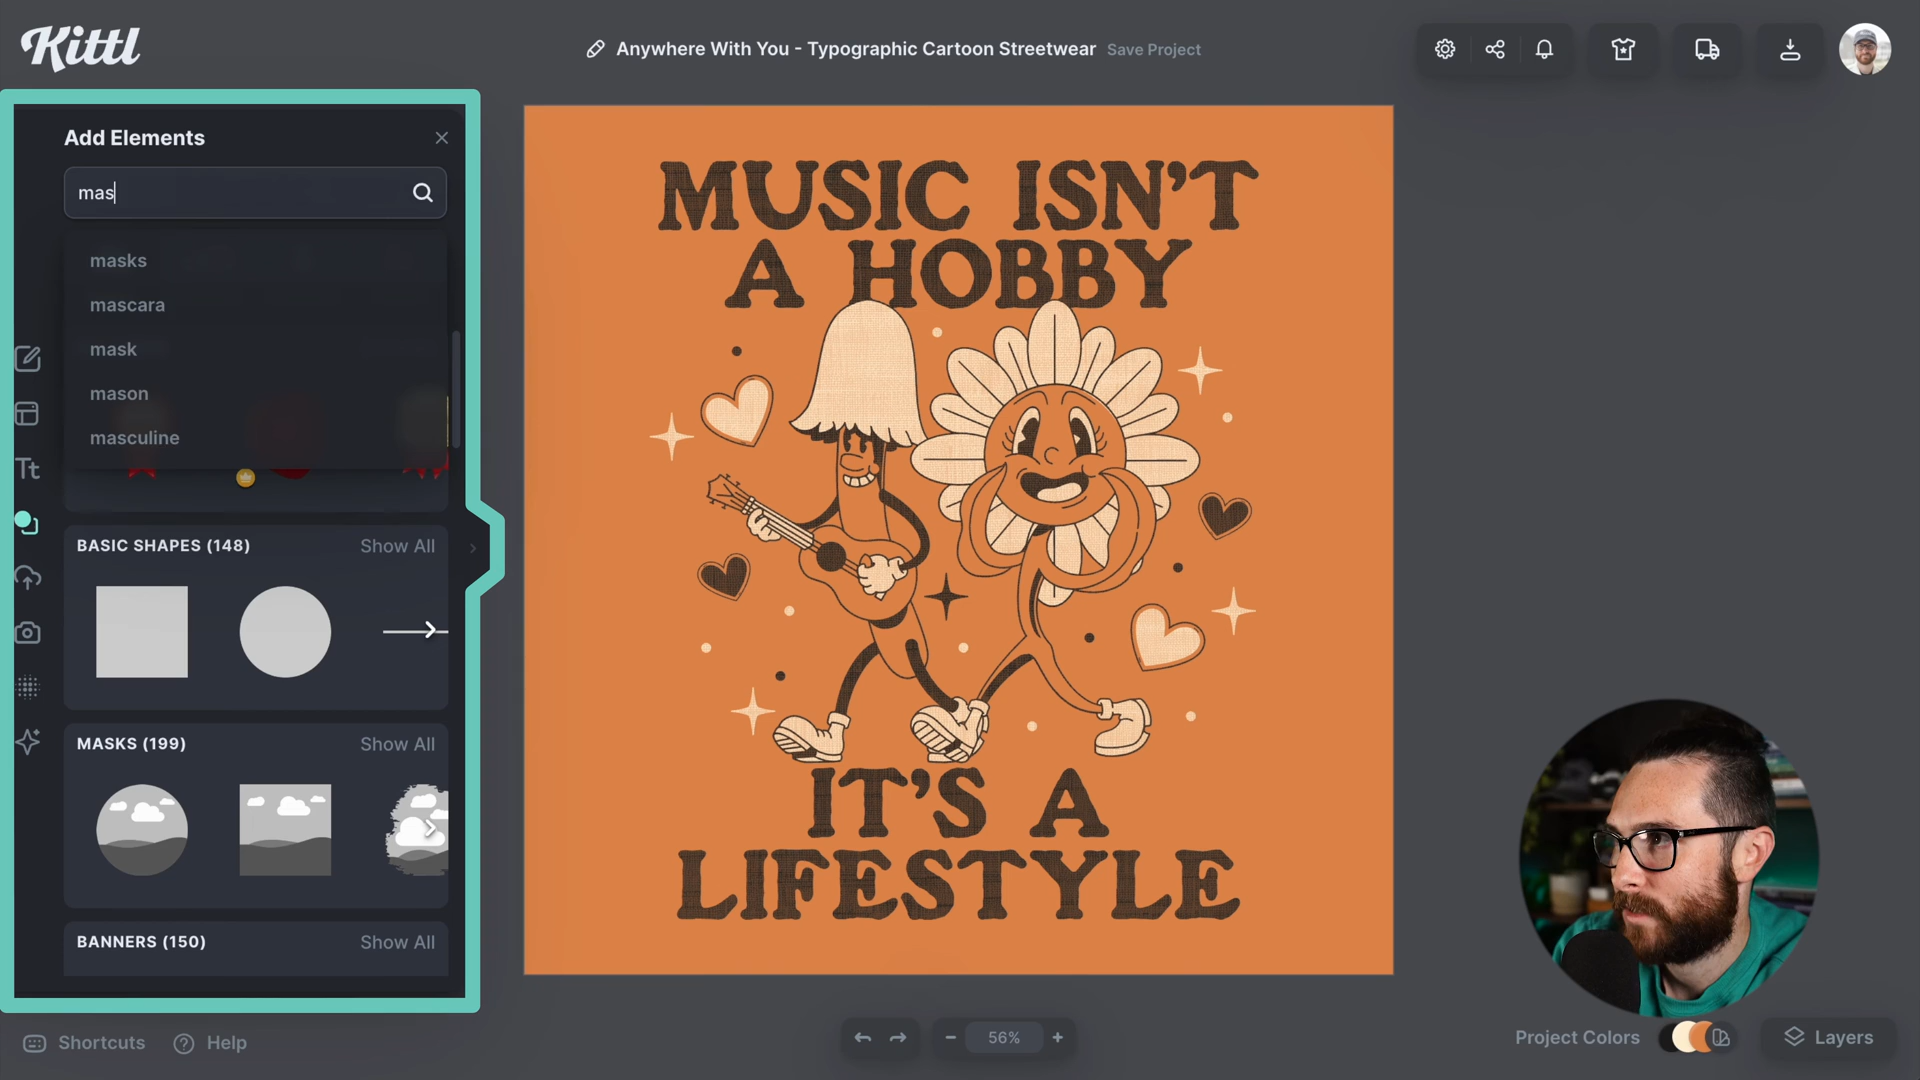 Kittl
Anywhere With You - Typographic Cartoon Streetwear Save Project
Add Elements
mas
masks
mascara
mask
mason
masculine
Tt
BASIC SHAPES (148) Show All
MASKS (199) Show All
BANNERS (150) Show All
MUSIC ISN'T
A HOBBY
IT'S A
LIFESTYLE
Shortcuts Help
56%
Project Colors Layers